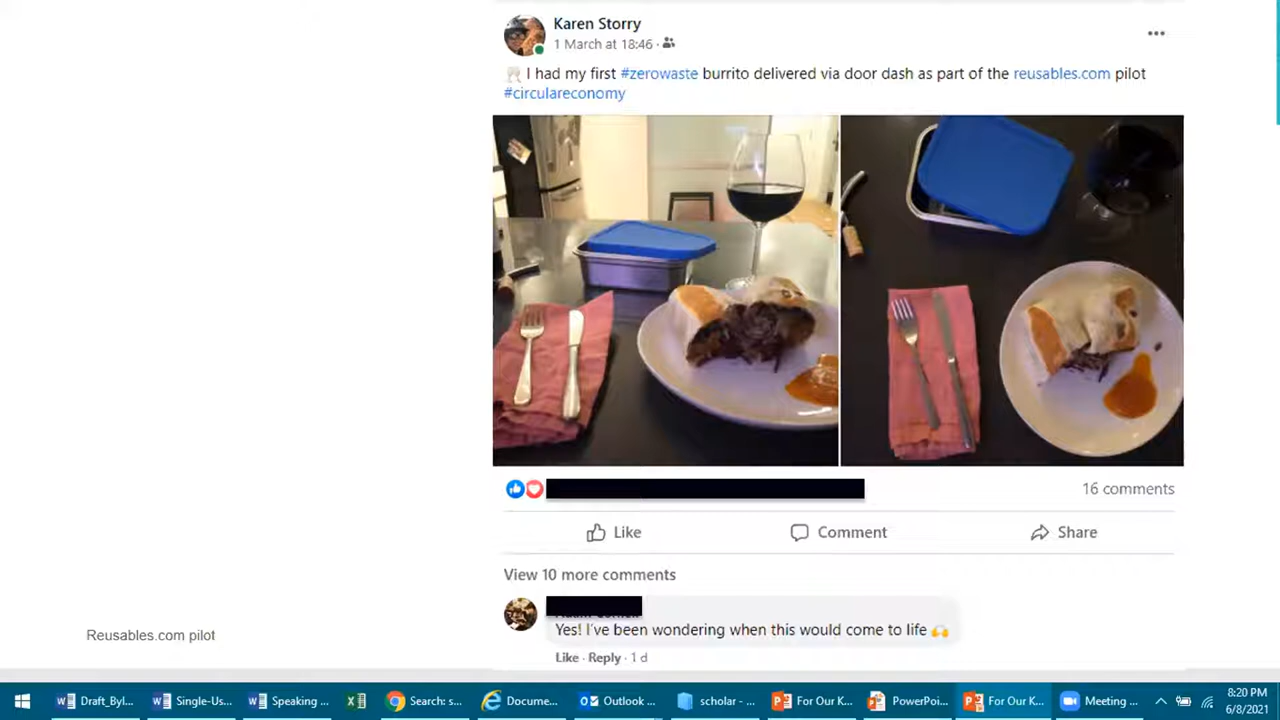 Karen Storry
1 March at 18:46 ·
I had my first #zerowaste burrito delivered via door dash as part of the reusables.com pilot
#circulareconomy
16 comments
Like Comment Share
View 10 more comments
Yes! I've been wondering when this would come to life
Like · Reply · 1 d
Reusables.com pilot
Draft_Byl... Single-Us... Speaking ... Search: s... Docume... Outlook ... scholar - ... For Our K... PowerPoi... For Our K... Meeting ... 8:20 PM
6/8/2021